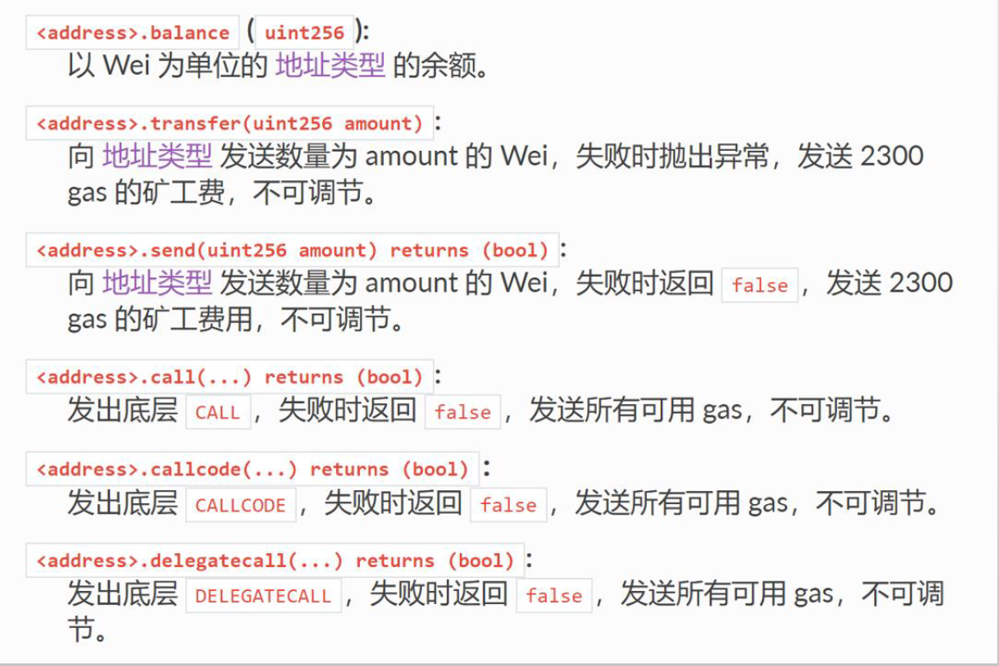 <address>.balance (uint256):
以 Wei 为单位的 地址类型 的余额。
<address>.transfer(uint256 amount):
向 地址类型 发送数量为 amount 的 Wei，失败时抛出异常，发送 2300
gas 的矿工费，不可调节。
<address>.send(uint256 amount) returns (bool):
向 地址类型 发送数量为 amount 的 Wei，失败时返回 false，发送 2300
gas 的矿工费用，不可调节。
<address>.call(...) returns (bool):
发出底层 CALL，失败时返回 false，发送所有可用 gas，不可调节。
<address>.callcode(...) returns (bool):
发出底层 CALLCODE，失败时返回 false，发送所有可用 gas，不可调节。
<address>.delegatecall(...) returns (bool):
发出底层 DELEGATECALL，失败时返回 false，发送所有可用 gas，不可调
节。